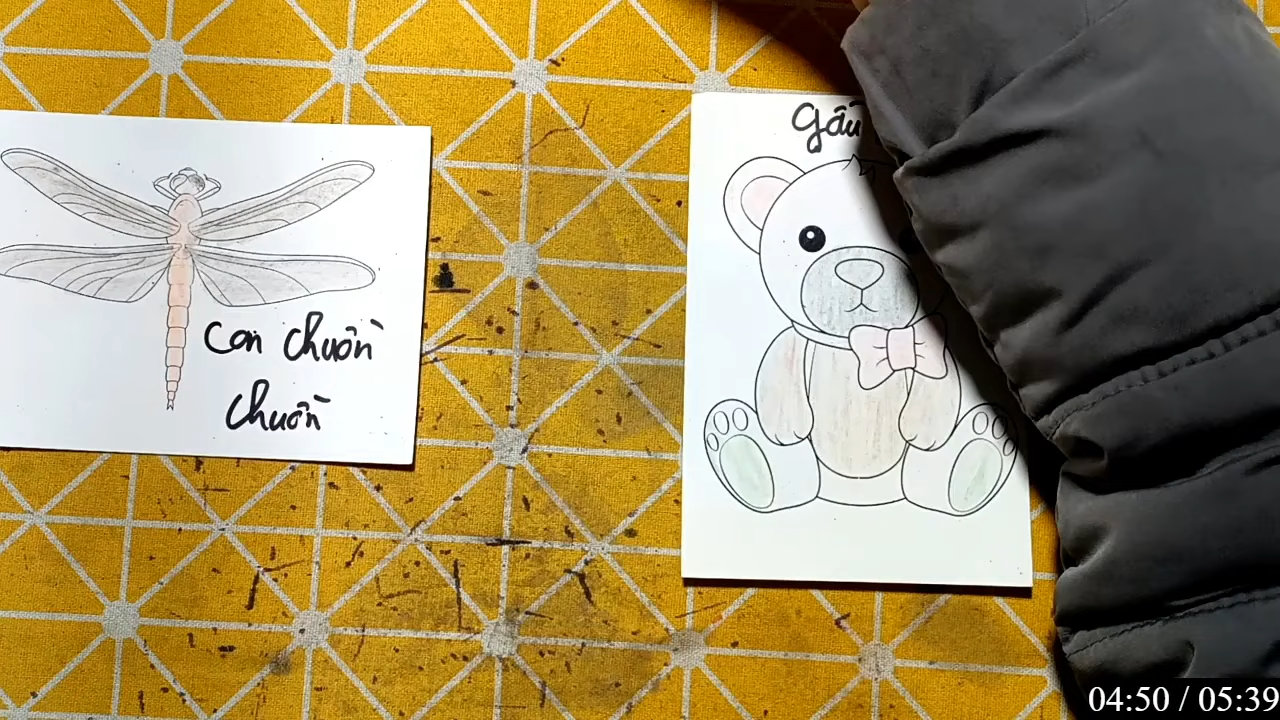 con chuồn
chuồn
gấu
04:50 / 05:39